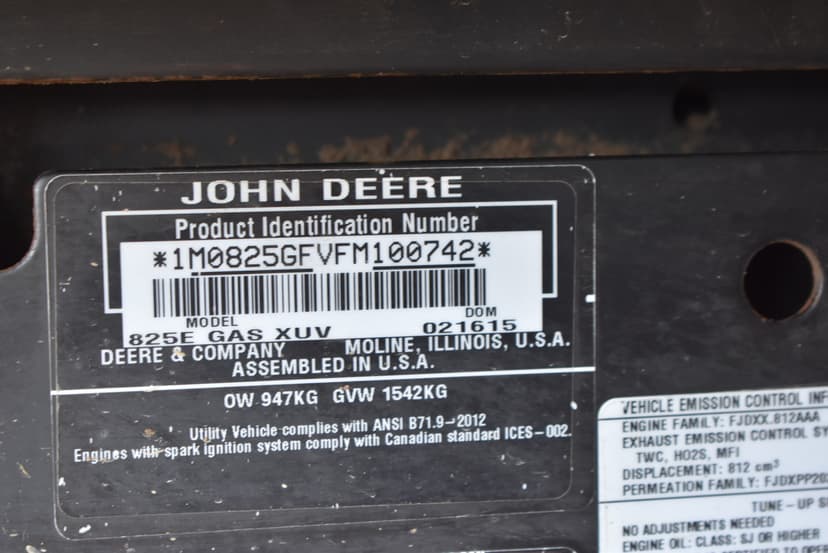 JOHN DEERE
Product Identification Number
*1M0825GFVFM100742*
MODEL DOM
825E GAS XUV 021615
DEERE & COMPANY MOLINE, ILLINOIS, U.S.A.
ASSEMBLED IN U.S.A.
OW 947KG GVW 1542KG
Utility Vehicle complies with ANSI B71.9-2012
Engines with spark ignition system comply with Canadian standard ICES-002.
VEHICLE EMISSION CONTROL INF
ENGINE FAMILY: FJDXX.812AAA
EXHAUST EMISSION CONTROL SY
TWC, HO2S, MFI
DISPLACEMENT: 812 cm³
PERMEATION FAMILY: FJDXPP20
TUNE-UP S
NO ADJUSTMENTS NEEDED
ENGINE OIL: CLASS: SJ OR HIGHER